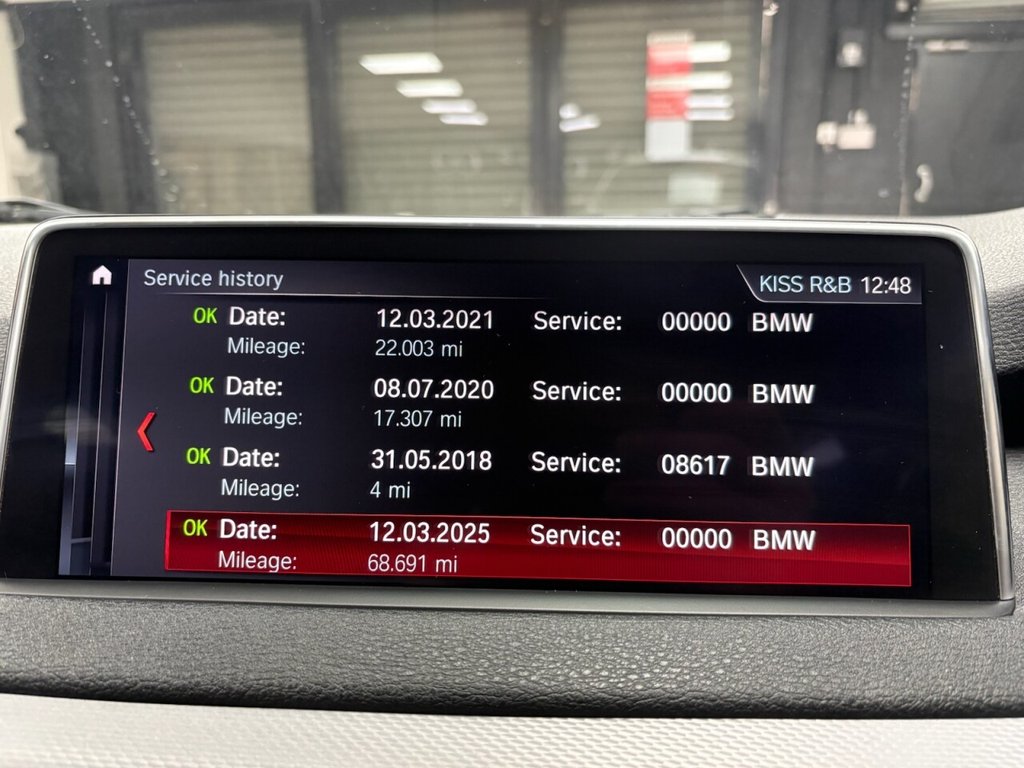 Service history KISS R&B 12:48
OK Date: 12.03.2021 Service: 00000 BMW
Mileage: 22.003 mi
OK Date: 08.07.2020 Service: 00000 BMW
Mileage: 17.307 mi
OK Date: 31.05.2018 Service: 08617 BMW
Mileage: 4 mi
OK Date: 12.03.2025 Service: 00000 BMW
Mileage: 68.691 mi